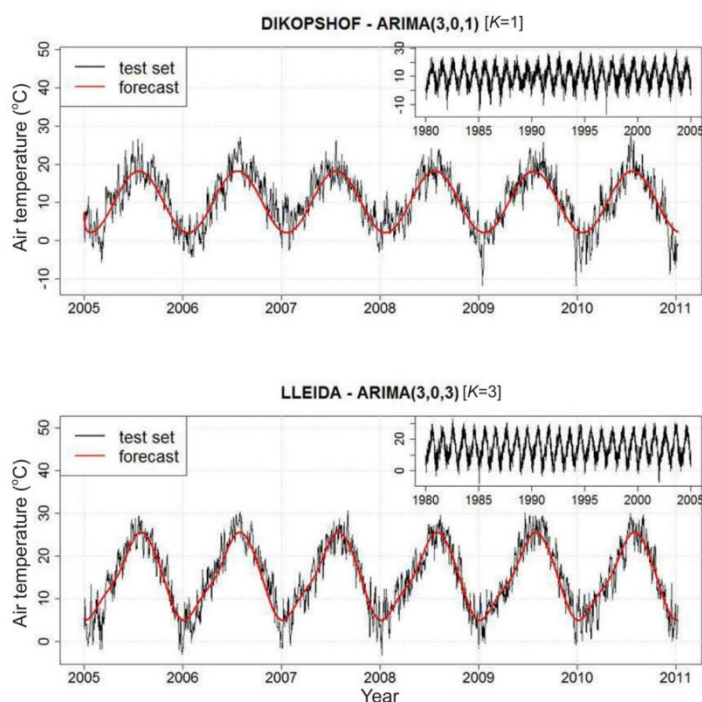 DIKOPSHOF - ARIMA(3,0,1) [K=1]
Air temperature (°C)
50
40
30
20
10
0
-10
test set
forecast
30
10
-10
1980 1985 1990 1995 2000 2005
2005 2006 2007 2008 2009 2010 2011
LLEIDA - ARIMA(3,0,3) [K=3]
Air temperature (°C)
50
40
30
20
10
0
test set
forecast
20
0
1980 1985 1990 1995 2000 2005
2005 2006 2007 2008 2009 2010 2011
Year